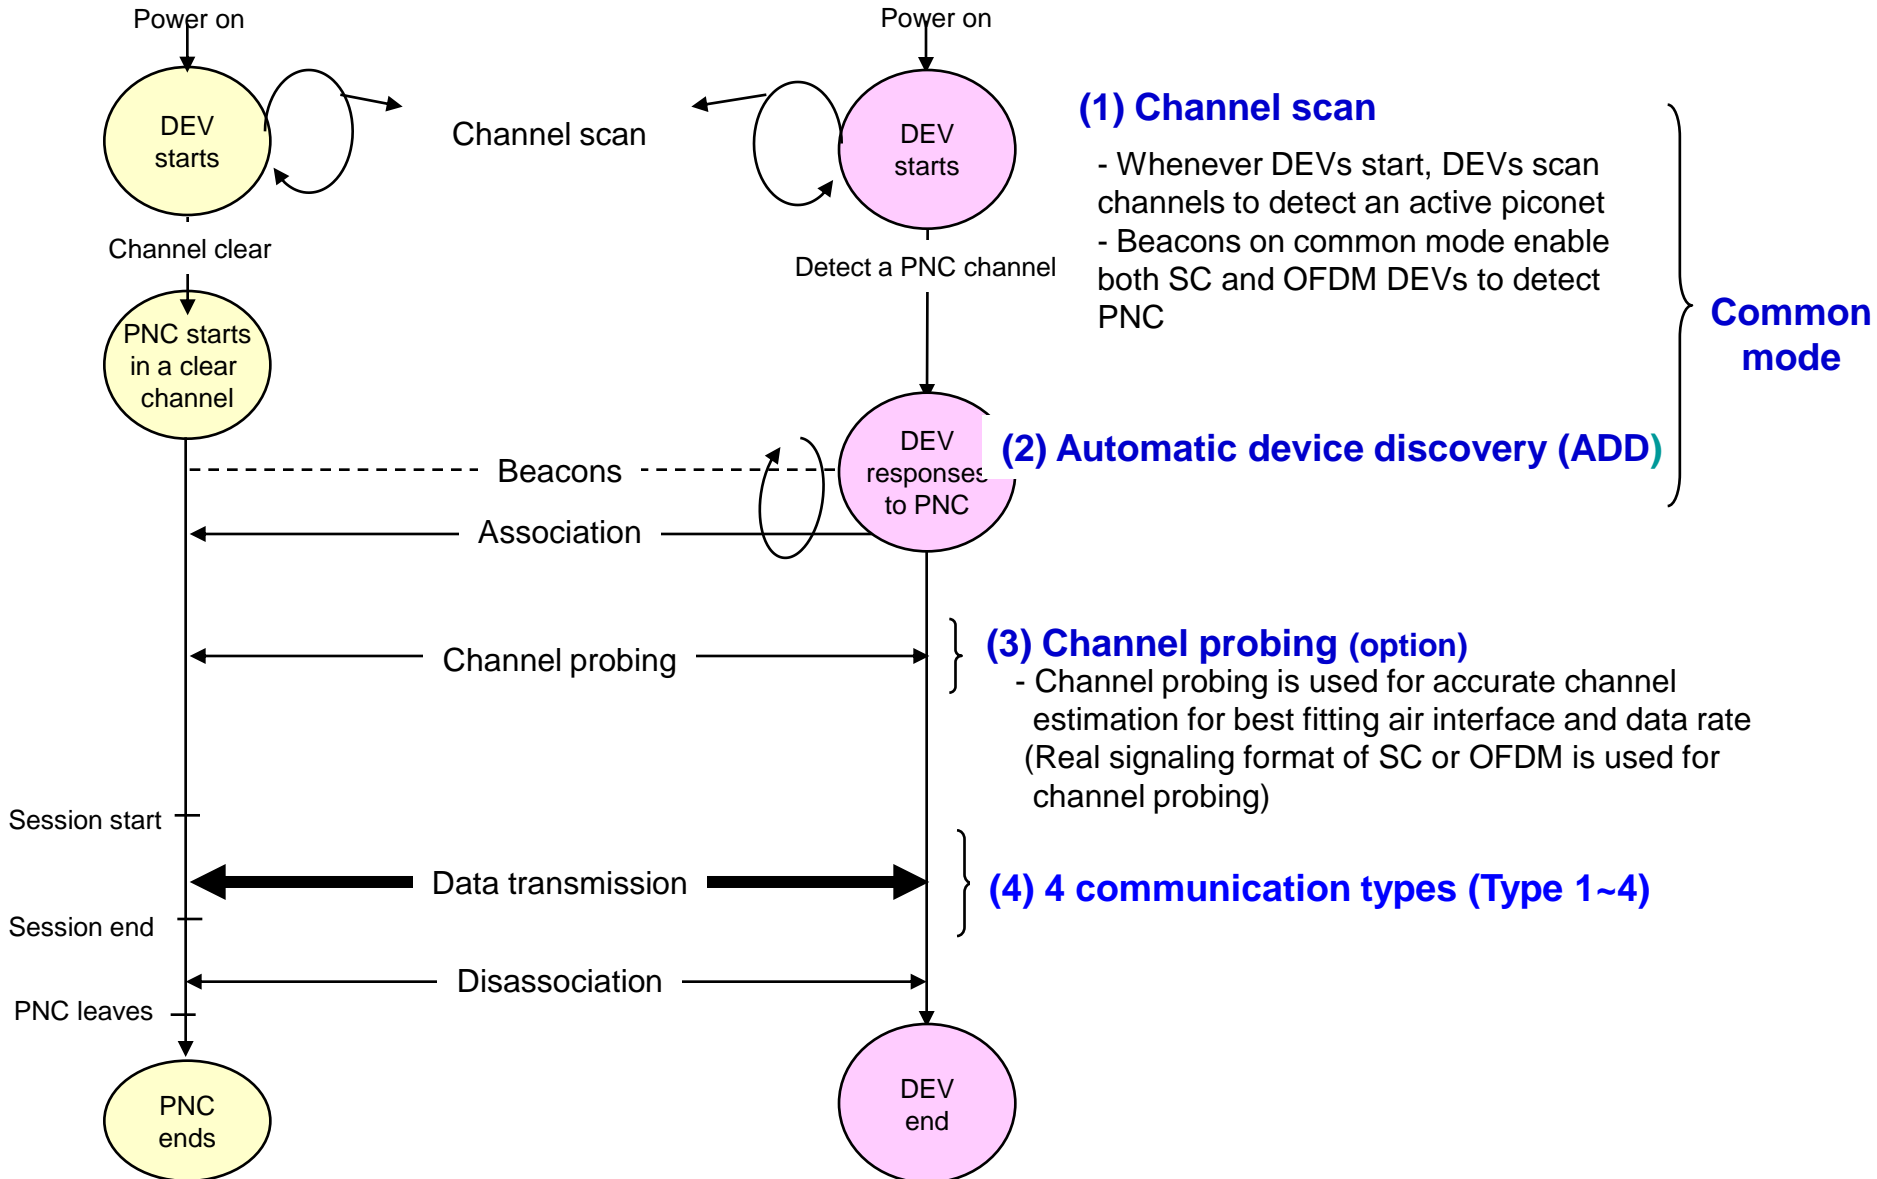 Power on
Power on
DEV
starts
Channel scan
DEV
starts
(1) Channel scan
- Whenever DEVs start, DEVs scan
channels to detect an active piconet
- Beacons on common mode enable
both SC and OFDM DEVs to detect
PNC
Common
mode
Channel clear
Detect a PNC channel
PNC starts
in a clear
channel
DEV
responses
to PNC
(2) Automatic device discovery (ADD)
Beacons
Association
Channel probing
(3) Channel probing (option)
- Channel probing is used for accurate channel
estimation for best fitting air interface and data rate
(Real signaling format of SC or OFDM is used for
channel probing)
Session start
Data transmission
(4) 4 communication types (Type 1~4)
Session end
Disassociation
PNC leaves
PNC
ends
DEV
end